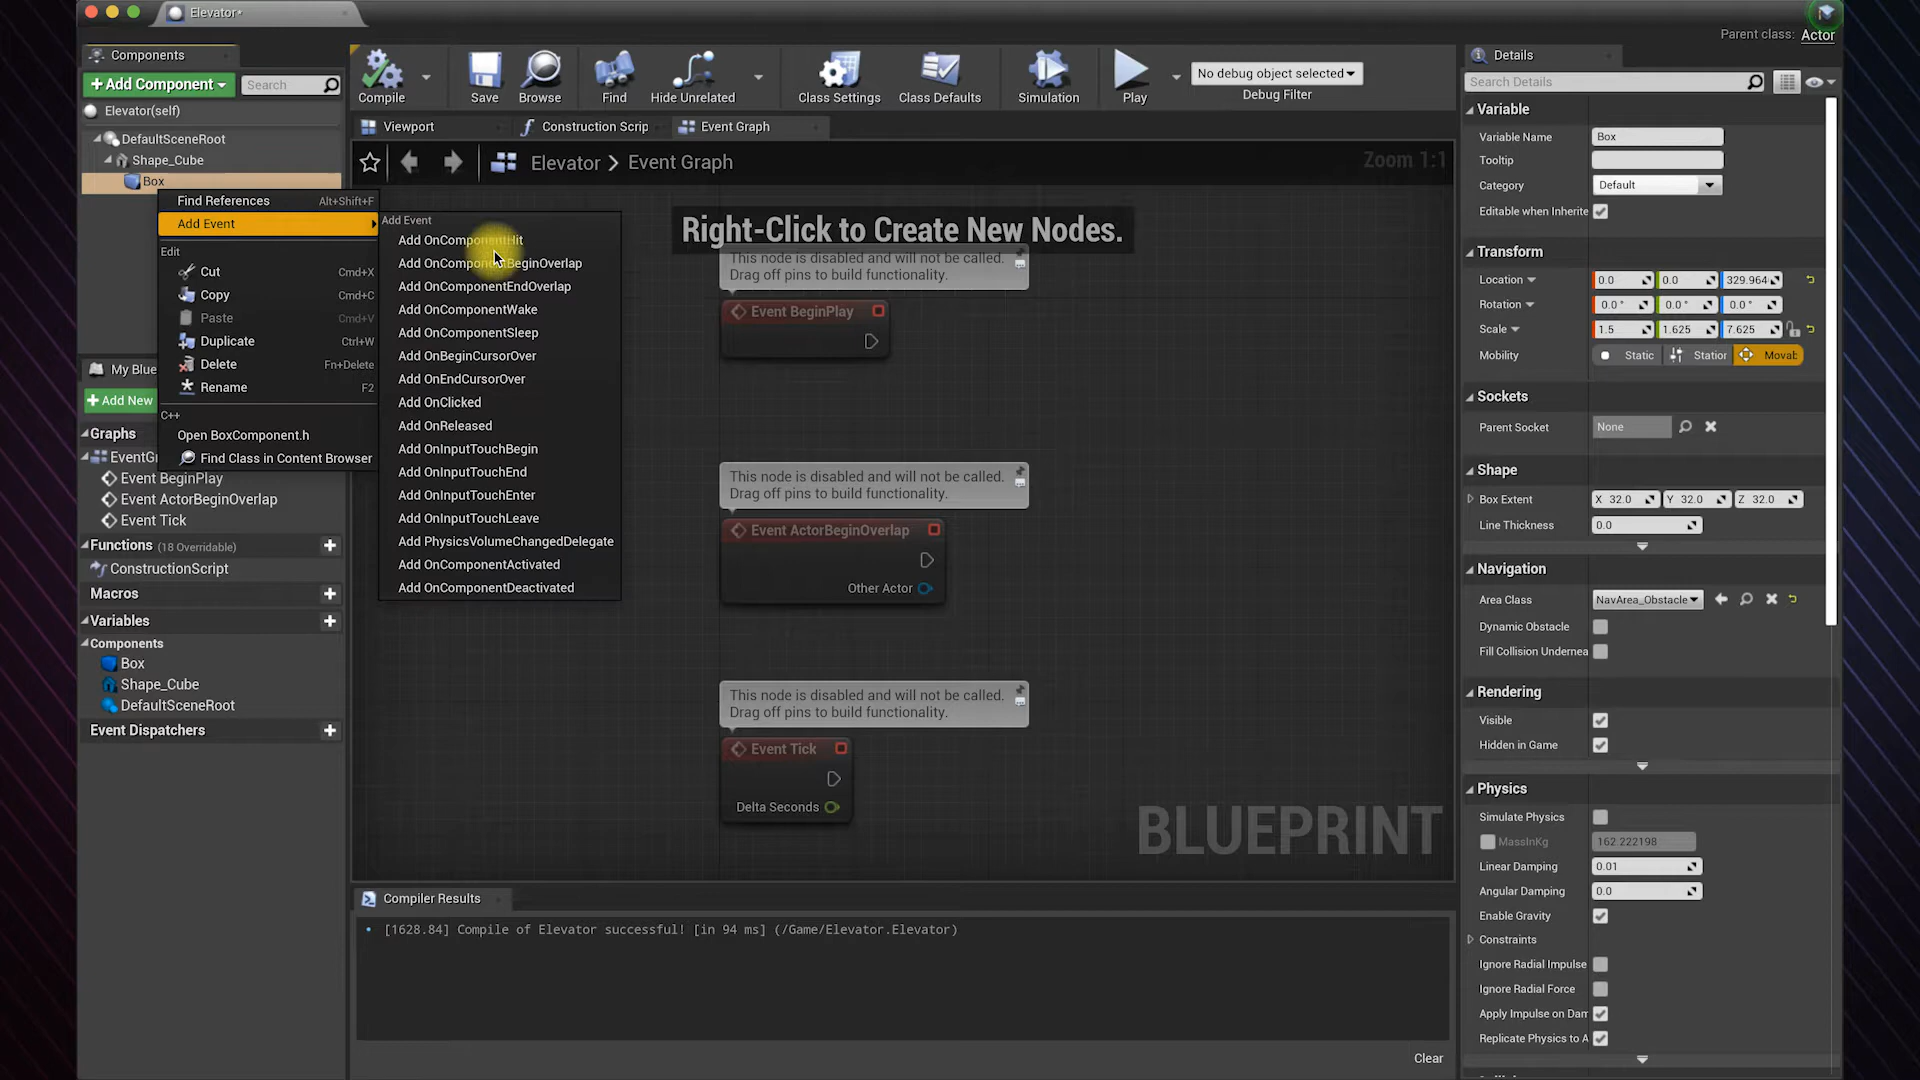 Elevator*
Parent class: Actor
Components
+Add Component
Search
Elevator(self)
DefaultSceneRoot
Shape_Cube
Box
Find References Alt+Shift+F
Add Event
Edit
Cut Cmd+X
Copy Cmd+C
Paste Cmd+V
Duplicate Ctrl+W
Delete Fn+Delete
Rename F2
C++
Open BoxComponent.h
Find Class in Content Browser
Add Event
Add OnComponentHit
Add OnComponentBeginOverlap
Add OnComponentEndOverlap
Add OnComponentWake
Add OnComponentSleep
Add OnBeginCursorOver
Add OnEndCursorOver
Add OnClicked
Add OnReleased
Add OnInputTouchBegin
Add OnInputTouchEnd
Add OnInputTouchEnter
Add OnInputTouchLeave
Add PhysicsVolumeChangedDelegate
Add OnComponentActivated
Add OnComponentDeactivated
My Blue
+Add New
Graphs
EventGr
Event BeginPlay
Event ActorBeginOverlap
Event Tick
Functions (18 Overridable)
ConstructionScript
Macros
Variables
Components
Box
Shape_Cube
DefaultSceneRoot
Event Dispatchers
Compile
Save
Browse
Find
Hide Unrelated
Class Settings
Class Defaults
Simulation
Play
No debug object selected
Debug Filter
Viewport
Construction Scrip
Event Graph
Elevator > Event Graph
Zoom 1:1
Right-Click to Create New Nodes.
This node is disabled and will not be called.
Drag off pins to build functionality.
Event BeginPlay
This node is disabled and will not be called.
Drag off pins to build functionality.
Event ActorBeginOverlap
Other Actor
This node is disabled and will not be called.
Drag off pins to build functionality.
Event Tick
Delta Seconds
BLUEPRINT
Compiler Results
[1628.84] Compile of Elevator successful! [in 94 ms] (/Game/Elevator.Elevator)
Clear
Details
Search Details
Variable
Variable Name Box
Tooltip
Category Default
Editable when Inherite
Transform
Location 0.0 0.0 329.964
Rotation 0.0 ° 0.0 ° 0.0 °
Scale 1.5 1.625 7.625
Mobility Static Station Movab
Sockets
Parent Socket None
Shape
Box Extent X 32.0 Y 32.0 Z 32.0
Line Thickness 0.0
Navigation
Area Class NavArea_Obstacle
Dynamic Obstacle
Fill Collision Undernea
Rendering
Visible
Hidden in Game
Physics
Simulate Physics
MassInKg 162.222198
Linear Damping 0.01
Angular Damping 0.0
Enable Gravity
Constraints
Ignore Radial Impulse
Ignore Radial Force
Apply Impulse on Dam
Replicate Physics to A